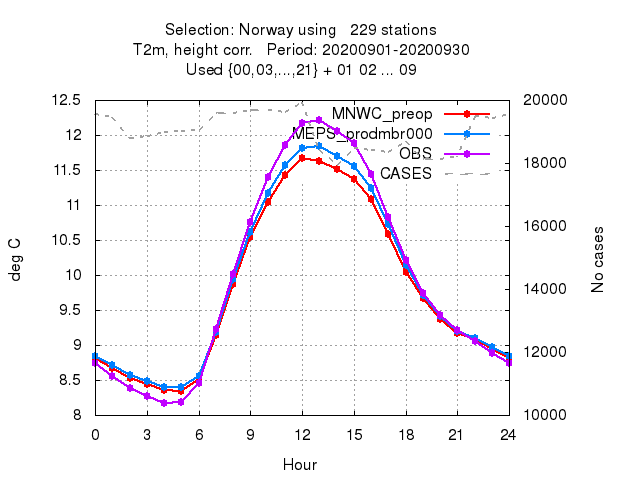 Selection: Norway using   229 stations
T2m, height corr.   Period: 20200901-20200930
Used {00,03,...,21} + 01 02 ... 09
12.5
12
11.5
11
10.5
10
9.5
9
8.5
8
deg C
MNWC_preop
MEPS_prodmbr000
OBS
CASES
20000
18000
16000
14000
12000
10000
No cases
0 3 6 9 12 15 18 21 24
Hour